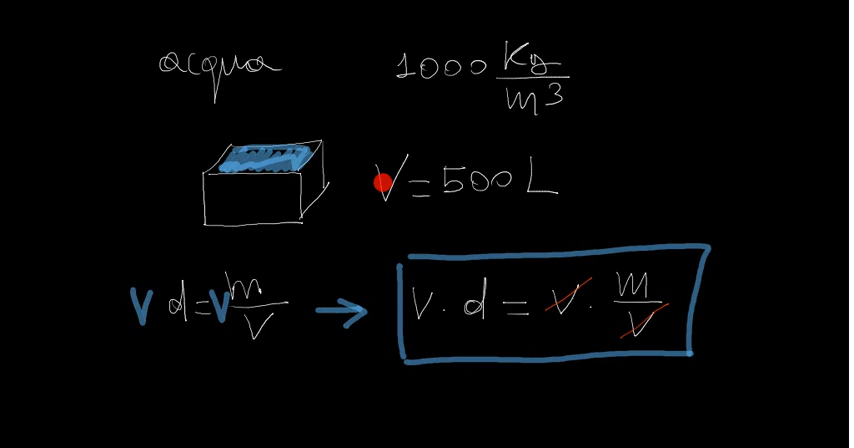 acqua 1000 Kg/m³
V = 500 L
V d = V m/V → V · d = V · m/V